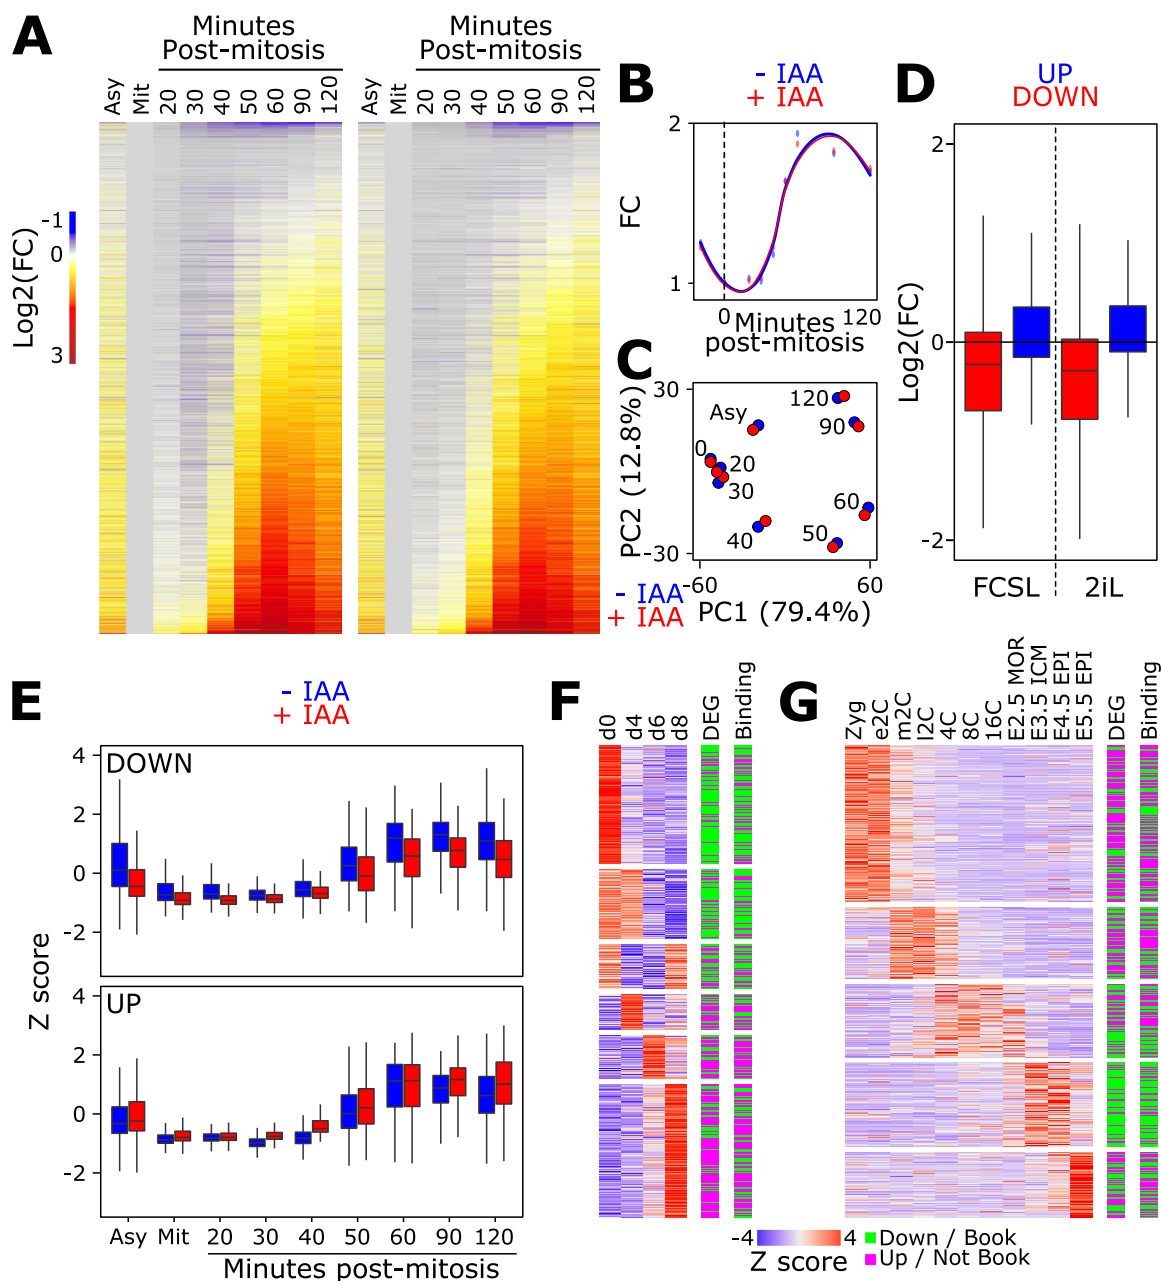 A
Minutes
Post-mitosis
Asy
Mit
20
30
40
50
60
90
120
Minutes
Post-mitosis
Asy
Mit
20
30
40
50
60
90
120
Log2(FC)
-1
0
3
B
- IAA
+ IAA
FC
2
1
0
120
Minutes
post-mitosis
C
PC2 (12.8%)
30
-30
Asy
0
20
30
40
50
60
90
120
-60
60
PC1 (79.4%)
- IAA
+ IAA
D
UP
DOWN
Log2(FC)
2
0
-2
FCSL
2iL
E
- IAA
+ IAA
Z score
DOWN
4
2
0
-2
UP
4
2
0
-2
Asy
Mit
20
30
40
50
60
90
120
Minutes post-mitosis
F
d0
d4
d6
d8
DEG
Binding
G
Zyg
e2C
m2C
l2C
4C
8C
16C
E2.5 MOR
E3.5 ICM
E4.5 EPI
E5.5 EPI
DEG
Binding
-4
4
Z score
Down / Book
Up / Not Book